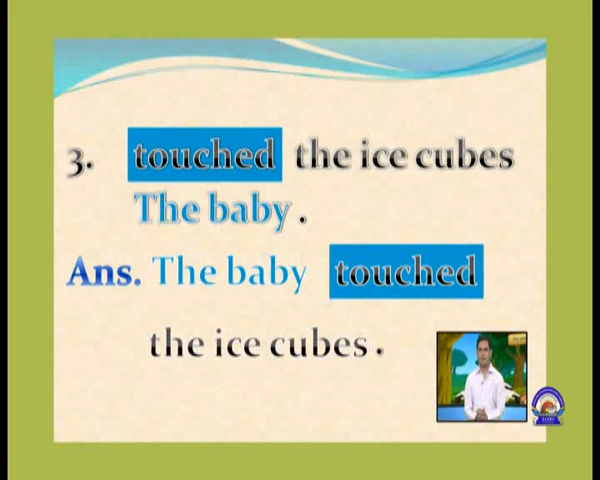 3. touched the ice cubes
The baby .
Ans. The baby touched
the ice cubes .